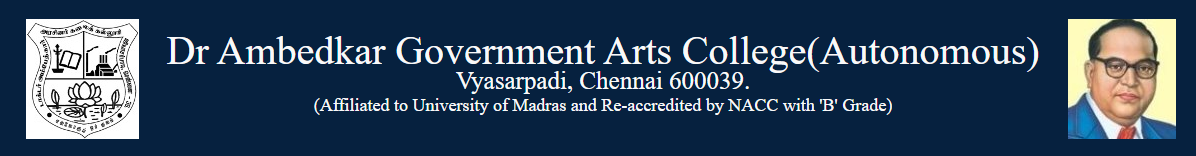 Dr Ambedkar Government Arts College(Autonomous)
Vyasarpadi, Chennai 600039.
(Affiliated to University of Madras and Re-accredited by NACC with 'B' Grade)